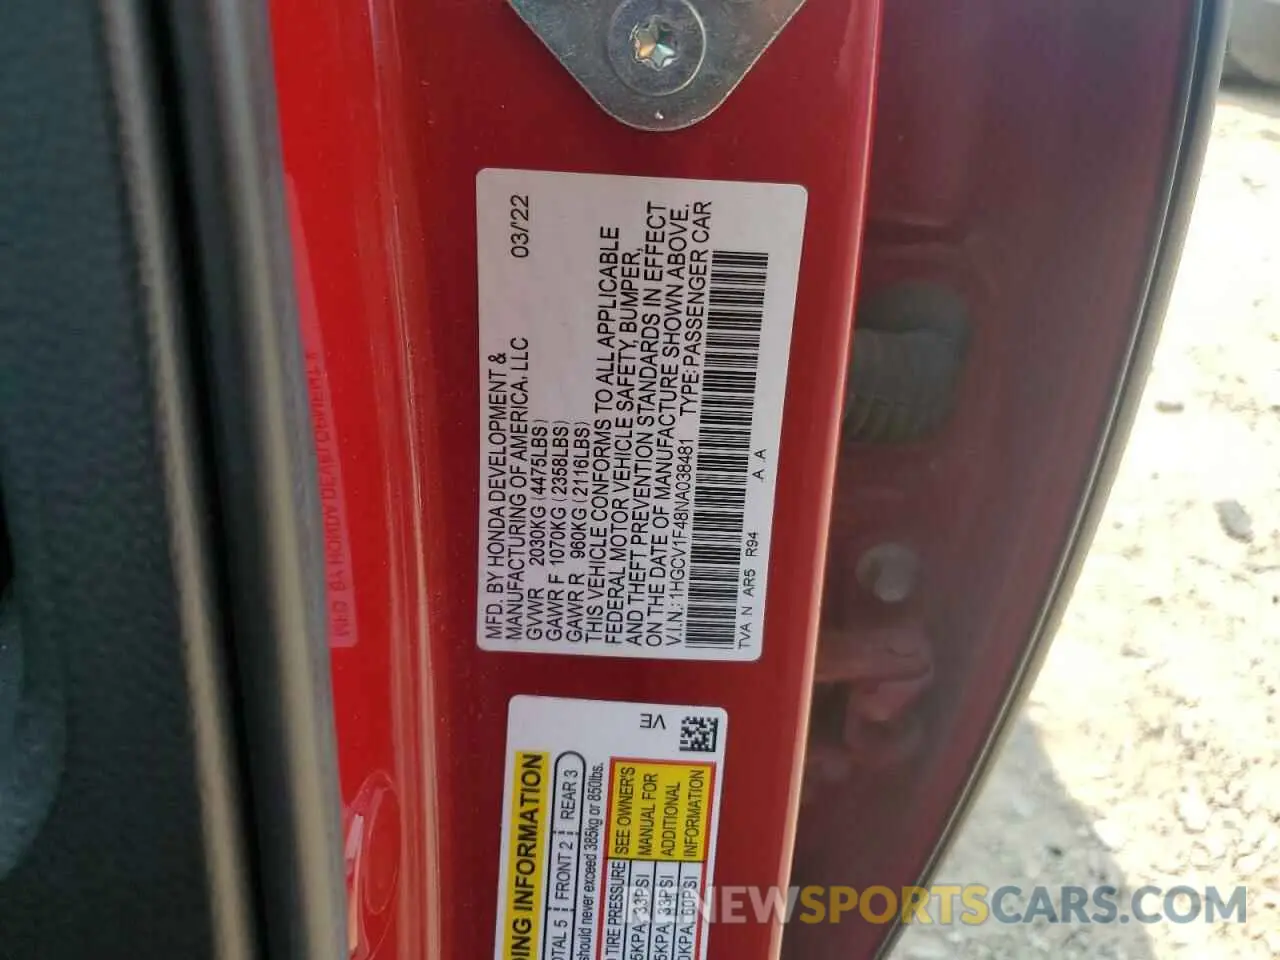 MFD. BY HONDA DEVELOPMENT &
MANUFACTURING OF AMERICA, LLC 03/'22
GVWR 2030KG (4475LBS)
GAWR F 1070KG (2358LBS)
GAWR R 960KG (2116LBS)
THIS VEHICLE CONFORMS TO ALL APPLICABLE
FEDERAL MOTOR VEHICLE SAFETY, BUMPER,
AND THEFT PREVENTION STANDARDS IN EFFECT
ON THE DATE OF MANUFACTURE SHOWN ABOVE.
V.I.N.: 1HGCV1F48NA038481 TYPE: PASSENGER CAR
TVA N AR5 R94 A A
VE
INFORMATION
5 FRONT 2 REAR 3
should never exceed 385kg or 850lbs.
TIRE PRESSURE
33PSI
33PSI
60PSI
SEE OWNER'S
MANUAL FOR
ADDITIONAL
INFORMATION
RENEWSPORTSCARS.COM